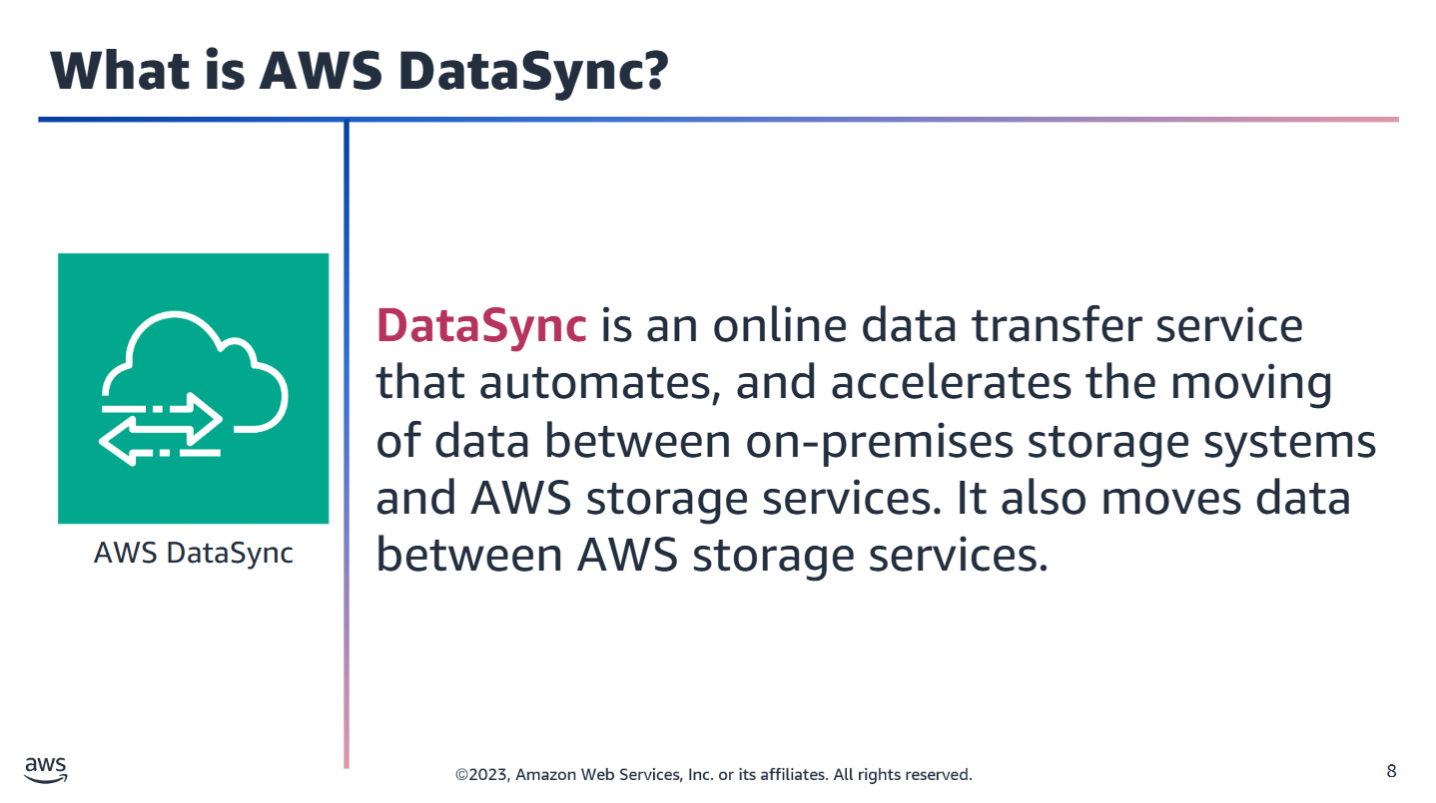 What is AWS DataSync?
AWS DataSync
DataSync is an online data transfer service
that automates, and accelerates the moving
of data between on-premises storage systems
and AWS storage services. It also moves data
between AWS storage services.
aws
©2023, Amazon Web Services, Inc. or its affiliates. All rights reserved.
8